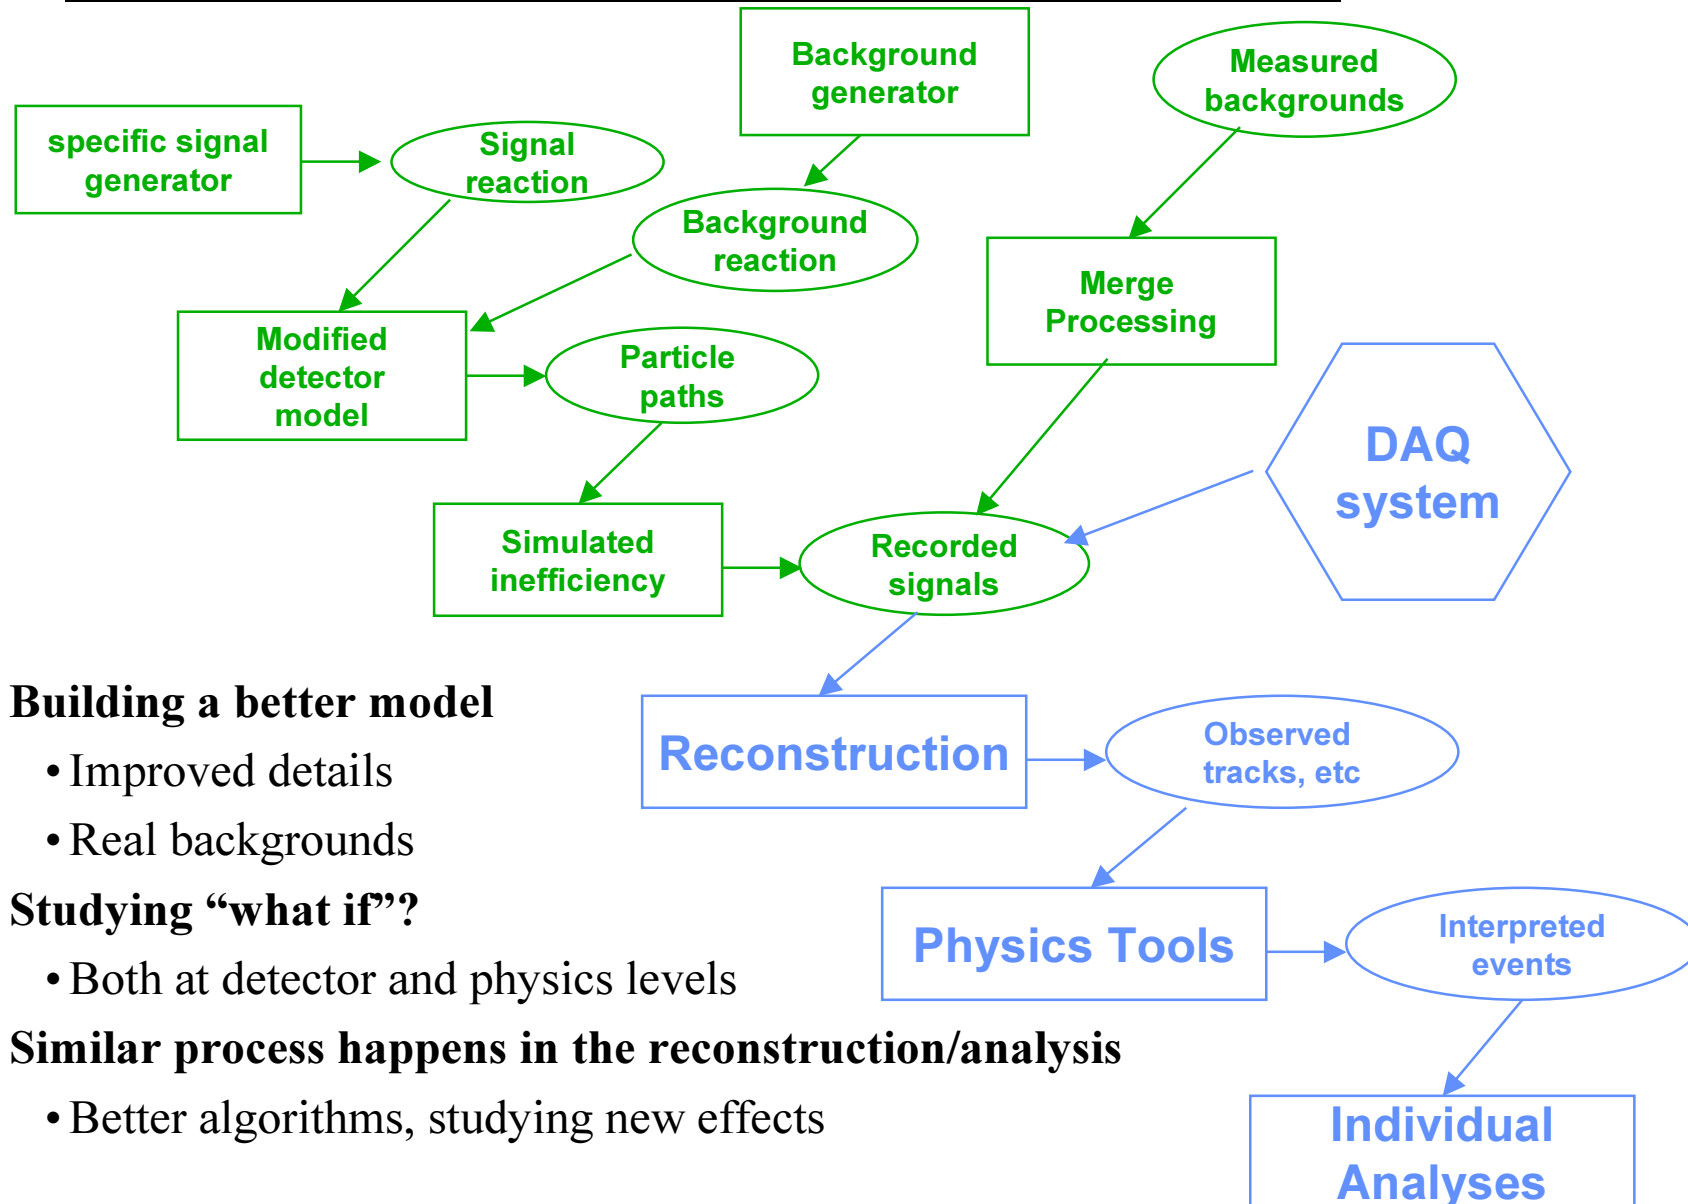 Background
generator
Measured
backgrounds
specific signal
generator
Signal
reaction
Background
reaction
Merge
Processing
Modified
detector
model
Particle
paths
DAQ
system
Simulated
inefficiency
Recorded
signals
Building a better model
• Improved details
• Real backgrounds
Studying “what if”?
• Both at detector and physics levels
Similar process happens in the reconstruction/analysis
• Better algorithms, studying new effects
Reconstruction
Observed
tracks, etc
Physics Tools
Interpreted
events
Individual
Analyses